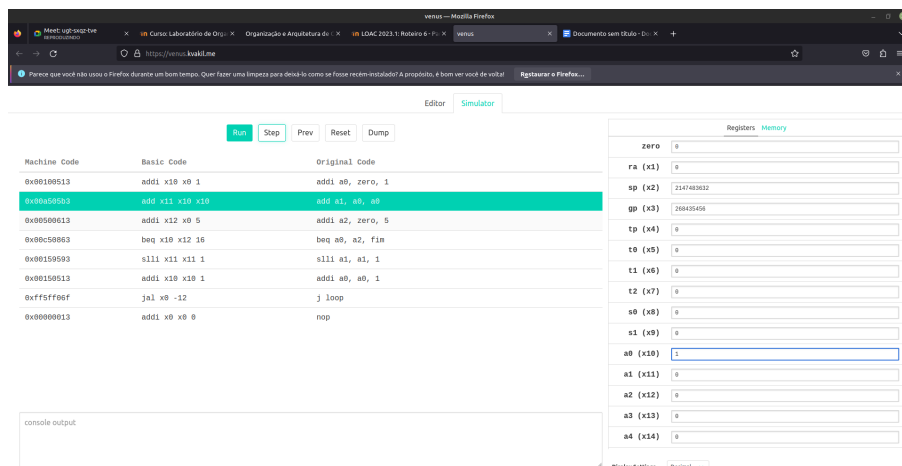 venus — Mozilla Firefox
Meet: ugt-sxqz-tve
REPRODUZINDO
Curso: Laboratório de Orga
Organização e Arquitetura de
LOAC 2023.1: Roteiro 6 - Pa
venus
Documento sem título - Do
https://venus.kvakil.me
Parece que você não usou o Firefox durante um bom tempo. Quer fazer uma limpeza para deixá-lo como se fosse recém-instalado? A propósito, é bom ver você de volta!
Restaurar o Firefox...
Editor Simulator
Run Step Prev Reset Dump
Machine Code Basic Code Original Code
0x00100513 addi x10 x0 1 addi a0, zero, 1
0x00a505b3 add x11 x10 x10 add a1, a0, a0
0x00500613 addi x12 x0 5 addi a2, zero, 5
0x00c50863 beq x10 x12 16 beq a0, a2, fim
0x00159593 slli x11 x11 1 slli a1, a1, 1
0x00150513 addi x10 x10 1 addi a0, a0, 1
0xff5ff06f jal x0 -12 j loop
0x00000013 addi x0 x0 0 nop
console output
Registers Memory
zero 0
ra (x1) 0
sp (x2) 2147483632
gp (x3) 268435456
tp (x4) 0
t0 (x5) 0
t1 (x6) 0
t2 (x7) 0
s0 (x8) 0
s1 (x9) 0
a0 (x10) 1
a1 (x11) 0
a2 (x12) 0
a3 (x13) 0
a4 (x14) 0
Display Settings Decimal